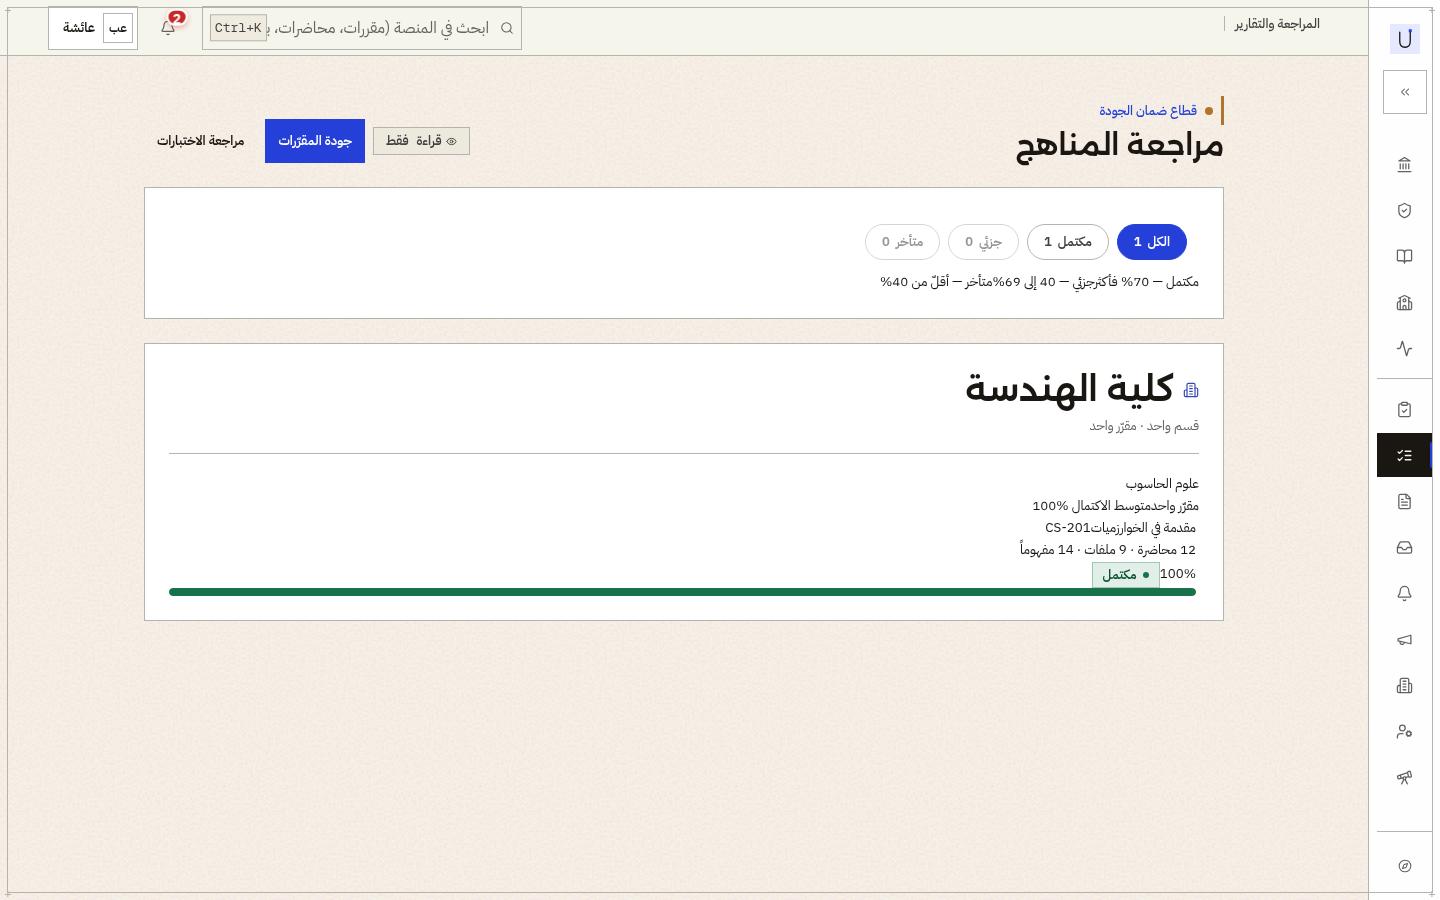 المراجعة والتقارير
ابحث في المنصة (مقررات، محاضرات، ب
Ctrl+K
2
عب
عائشة
قطاع ضمان الجودة
مراجعة المناهج
قراءة فقط
جودة المقرّرات
مراجعة الاختبارات
الكل 1
مكتمل 1
جزئي 0
متأخر 0
مكتمل — 70% فأكثرجزئي — 40 إلى 69%متأخر — أقلّ من 40%
كلية الهندسة
قسم واحد · مقرّر واحد
علوم الحاسوب
مقرّر واحدمتوسط الاكتمال 100%
مقدمة في الخوارزمياتCS-201
12 محاضرة · 9 ملفات · 14 مفهوماً
100%
مكتمل